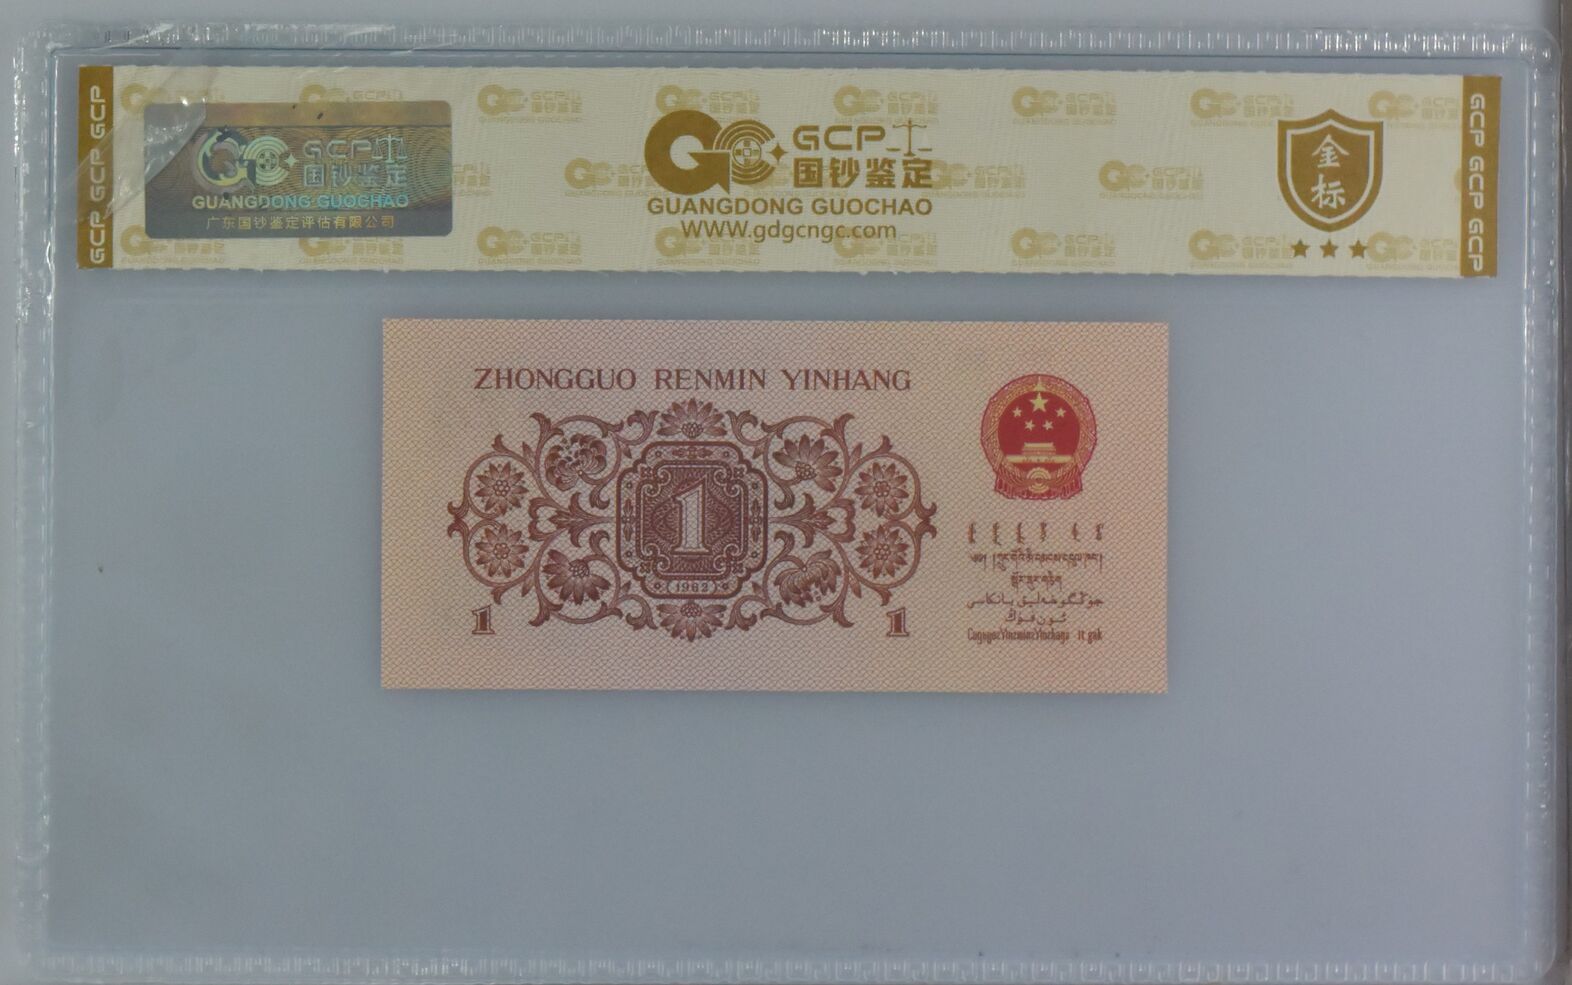 GCP GCP GCP
GCP
国钞鉴定
GUANGDONG GUOCHAO
广东国钞鉴定评估有限公司
GCP
国钞鉴定
GUANGDONG GUOCHAO
WWW.gdgcngc.com
金标
GCP GCP GCP
ZHONGGUO RENMIN YINHANG
1
1962
1
1
جۇڭگوخەلىق بانكاسى